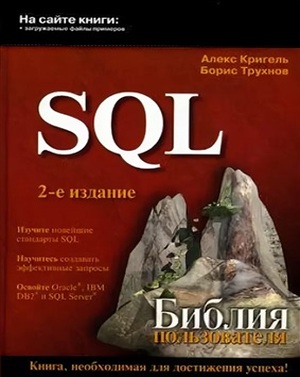 На сайте книги:
• загружаемые файлы примеров
Алекс Кригель
Борис Трухнов
SQL
2-е издание
Изучите новейшие
стандарты SQL
Научитесь создавать
эффективные запросы
Освойте Oracle®, IBM
DB2® и SQL Server®
Библия
пользователя
Книга, необходимая для достижения успеха!